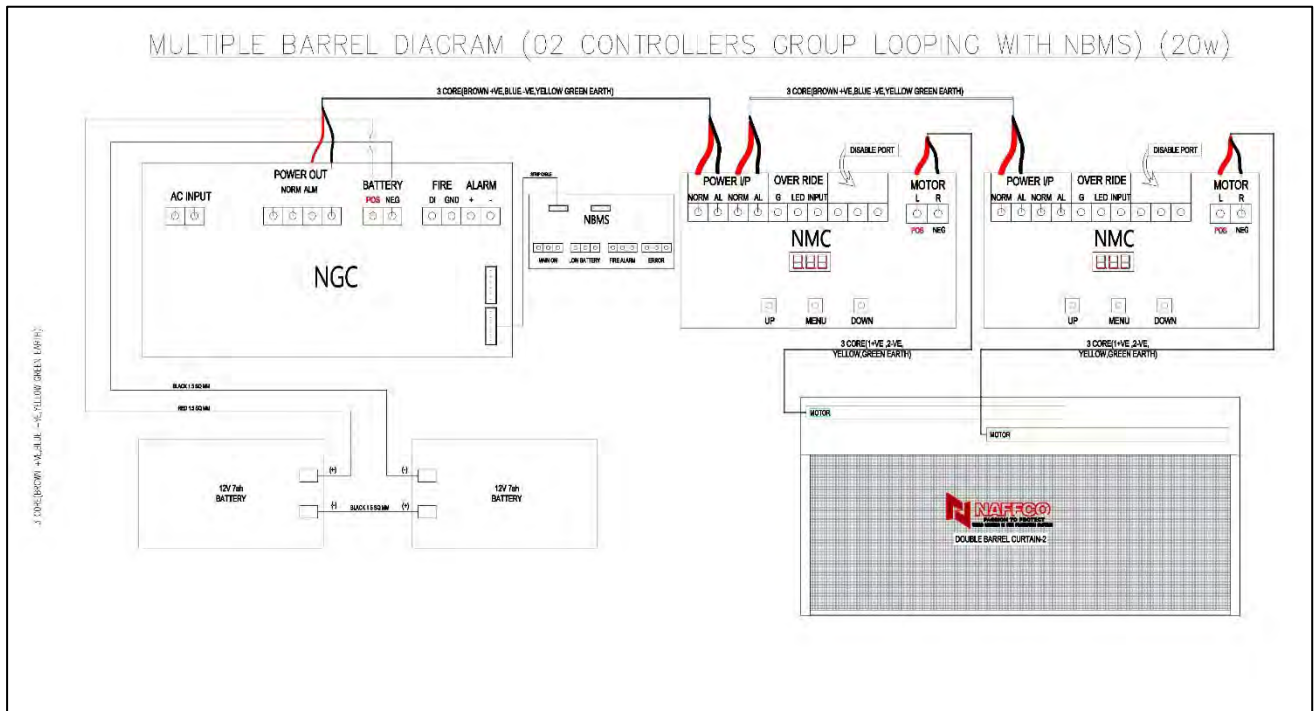 MULTIPLE BARREL DIAGRAM (02 CONTROLLERS GROUP LOOPING WITH NBMS) (20w)
3 CORE(BROWN +VE,BLUE -VE,YELLOW GREEN EARTH)
3 CORE(BROWN +VE,BLUE -VE,YELLOW GREEN EARTH)
AC INPUT
POWER OUT
NORM ALM
BATTERY
POS NEG
FIRE ALARM
DI GND + -
NGC
STRIP CABLE
NBMS
MAIN ON
LOW BATTERY
FIRE ALARM
ERROR
DISABLE PORT
POWER I/P
OVER RIDE
MOTOR
NORM AL NORM AL
G LED INPUT
L R
POS NEG
NMC
UP
MENU
DOWN
DISABLE PORT
POWER I/P
OVER RIDE
MOTOR
NORM AL NORM AL
G LED INPUT
L R
POS NEG
NMC
UP
MENU
DOWN
3 CORE(1+VE ,2-VE,
YELLOW,GREEN EARTH)
3 CORE(1+VE ,2-VE,
YELLOW,GREEN EARTH)
3 CORE(BROWN +VE,BLUE -VE,YELLOW GREEN EARTH)
BLACK 1.5 SQ MM
RED 1.5 SQ MM
12V 7ah
BATTERY
(+)
(-)
BLACK 1.5 SQ MM
(-)
(+)
12V 7ah
BATTERY
MOTOR
MOTOR
NAFFCO
PASSION TO PROTECT
DOUBLE BARREL CURTAIN-2